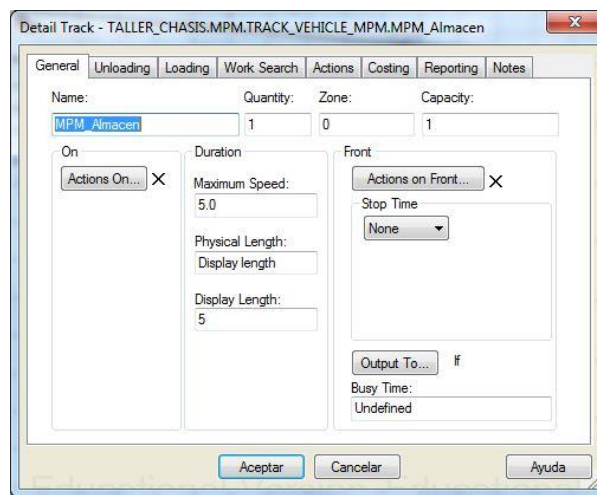 Detail Track - TALLER_CHASIS.MPM.TRACK_VEHICLE_MPM.MPM_Almacen
General Unloading Loading Work Search Actions Costing Reporting Notes
Name: Quantity: Zone: Capacity:
MPM_Almacen 1 0 1
On Duration Front
Actions On... X Maximum Speed: Actions on Front... X
5.0 Stop Time
None
Physical Length:
Display length
Display Length:
5
Output To... If
Busy Time:
Undefined
Aceptar Cancelar Ayuda